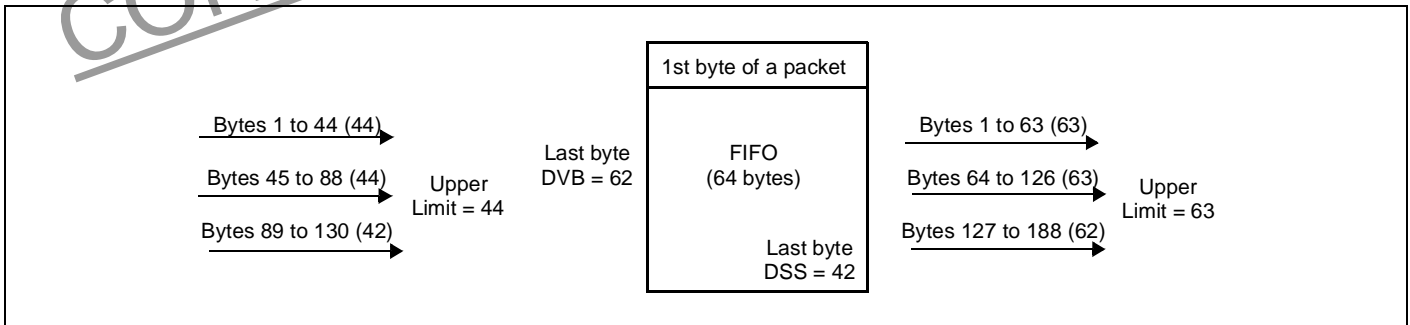 1st byte of a packet
Bytes 1 to 44 (44)
Bytes 45 to 88 (44)
Bytes 89 to 130 (42)
Upper
Limit = 44
Last byte
DVB = 62
FIFO
(64 bytes)
Last byte
DSS = 42
Bytes 1 to 63 (63)
Bytes 64 to 126 (63)
Bytes 127 to 188 (62)
Upper
Limit = 63